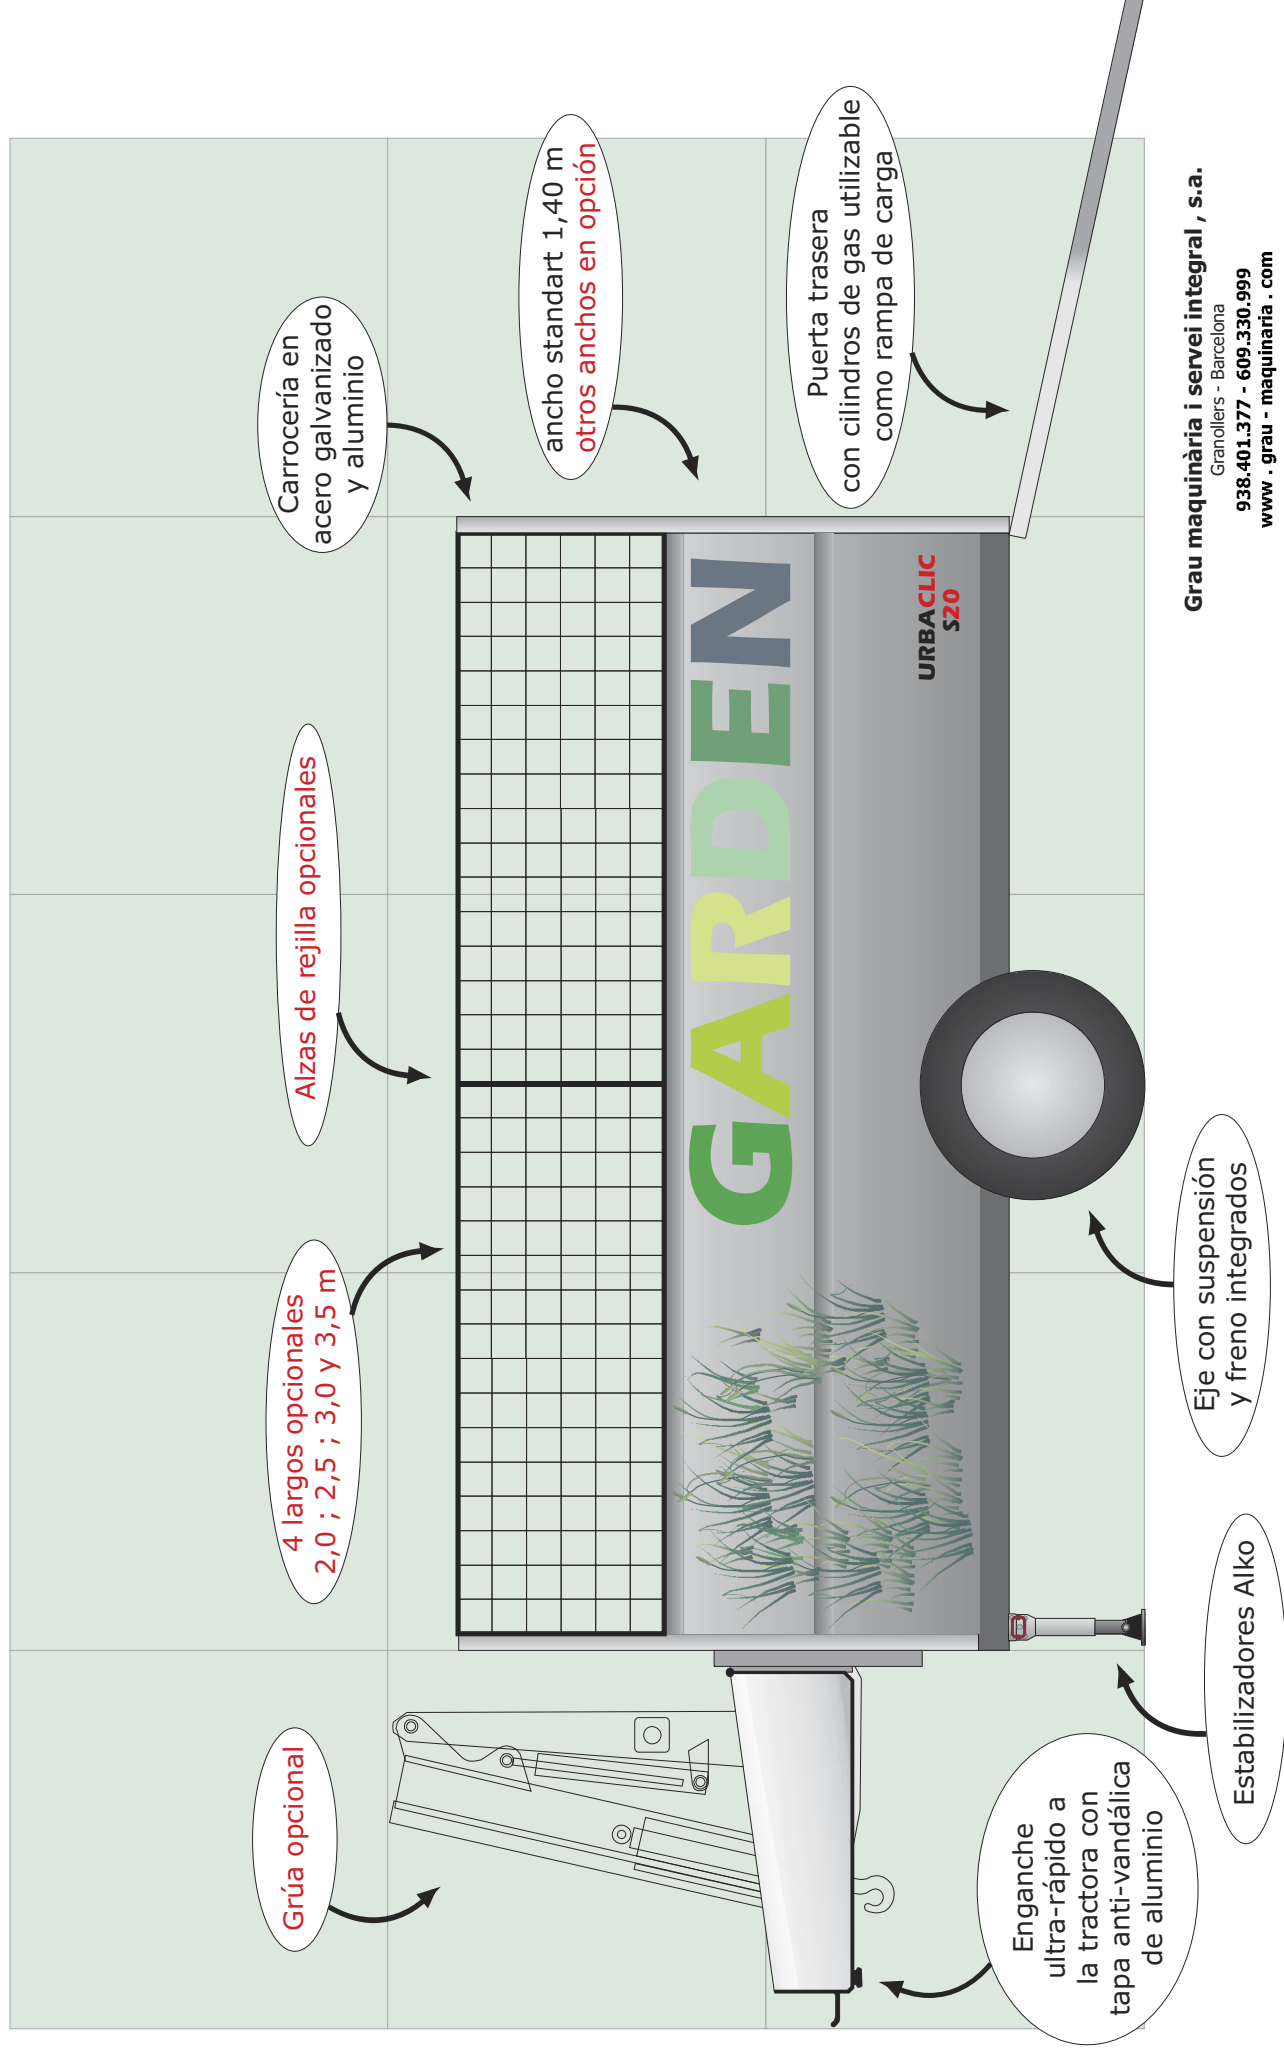 Grúa opcional
4 largos opcionales
2,0 ; 2,5 ; 3,0 y 3,5 m
Alzas de rejilla opcionales
Carrocería en
acero galvanizado
y aluminio
ancho standart 1,40 m
otros anchos en opción
Puerta trasera
con cilindros de gas utilizable
como rampa de carga
GARDEN
URBACLIC
S20
Enganche
ultra-rápido a
la tractora con
tapa anti-vandálica
de aluminio
Estabilizadores Alko
Eje con suspensión
y freno integrados
Grau maquinària i servei integral , s.a.
Granollers - Barcelona
938.401.377 - 609.330.999
www . grau - maquinaria . com